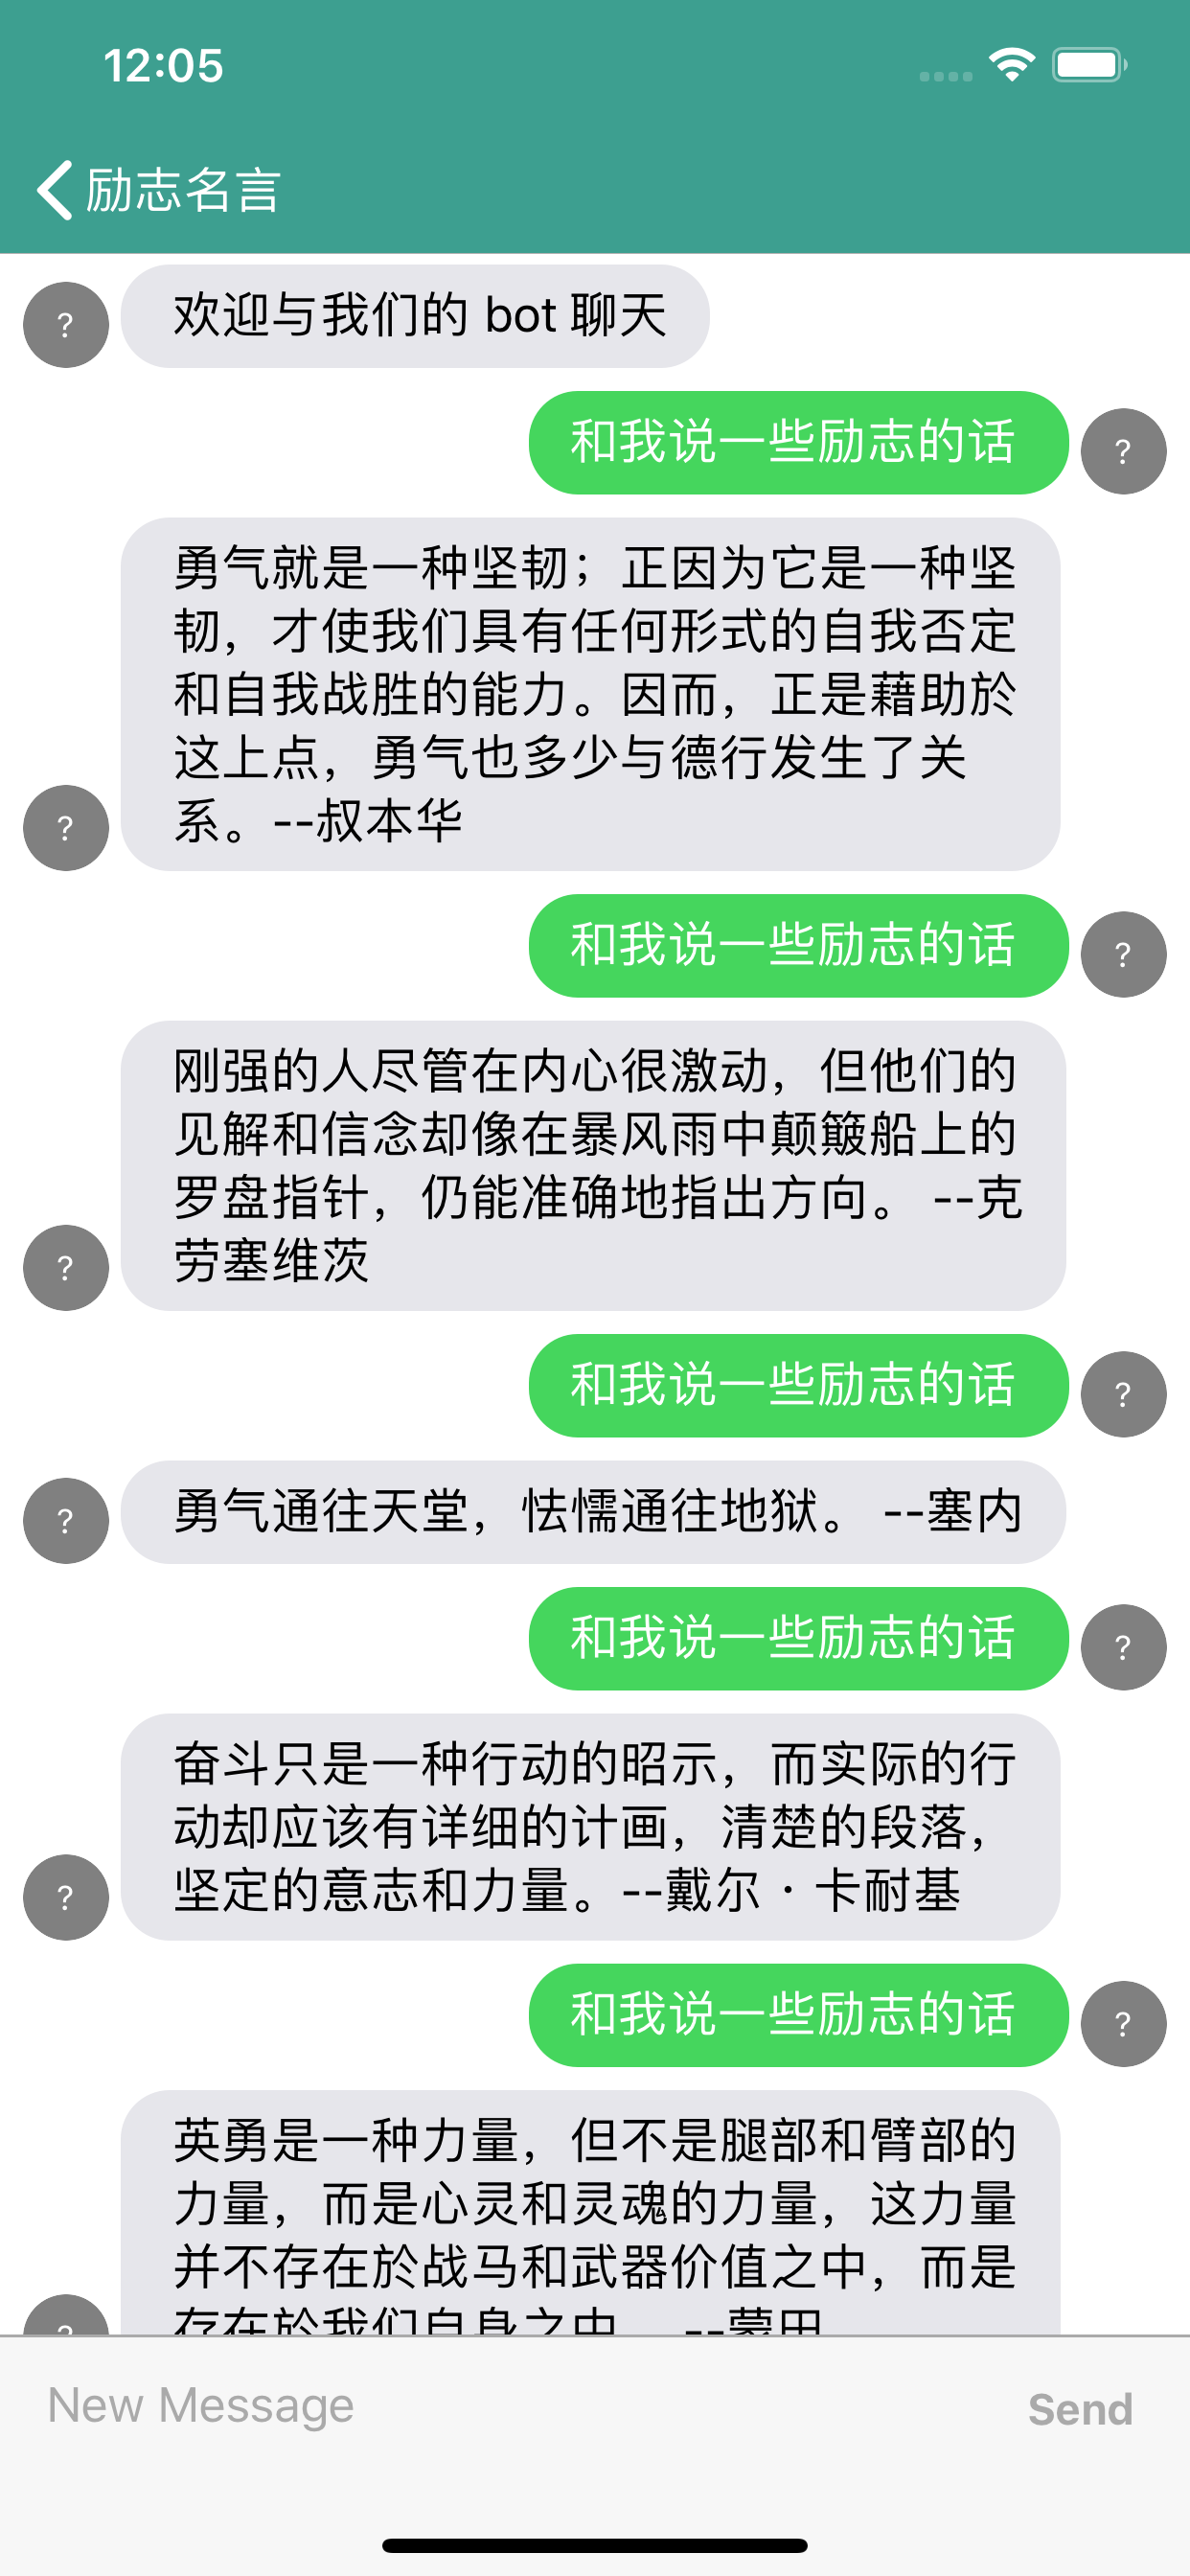 12:05
励志名言
欢迎与我们的 bot 聊天
?
和我说一些励志的话
?
勇气就是一种坚韧；正因为它是一种坚
韧，才使我们具有任何形式的自我否定
和自我战胜的能力。因而，正是藉助於
这上点，勇气也多少与德行发生了关
系。--叔本华
?
和我说一些励志的话
?
刚强的人尽管在内心很激动，但他们的
见解和信念却像在暴风雨中颠簸船上的
罗盘指针，仍能准确地指出方向。 --克
劳塞维茨
?
和我说一些励志的话
?
勇气通往天堂，怯懦通往地狱。 --塞内
?
和我说一些励志的话
?
奋斗只是一种行动的昭示，而实际的行
动却应该有详细的计画，清楚的段落，
坚定的意志和力量。--戴尔·卡耐基
?
和我说一些励志的话
?
英勇是一种力量，但不是腿部和臂部的
力量，而是心灵和灵魂的力量，这力量
并不存在於战马和武器价值之中，而是
存在於我们自身之中 --蒙田
?
New Message
Send